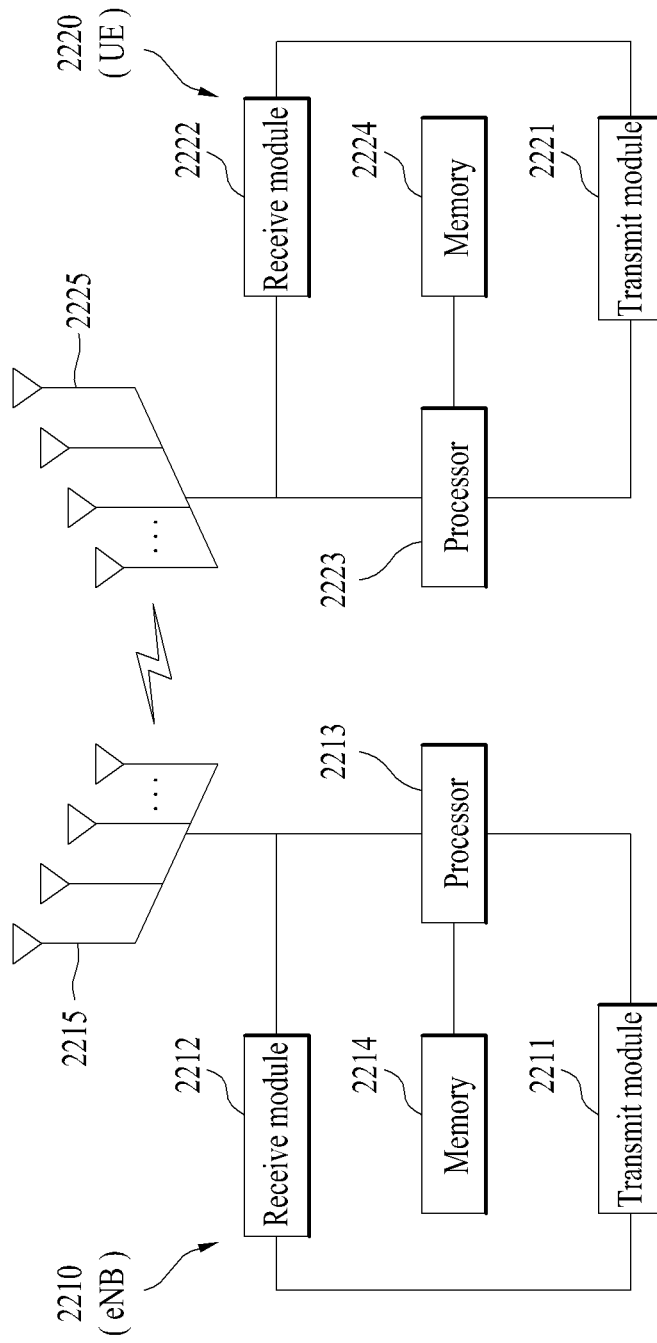 2210
( eNB )
2215
2212
Receive module
2213
2214
Memory
Processor
2211
Transmit module
...
2220
( UE )
2225
...
2222
Receive module
2223
2224
Processor
Memory
2221
Transmit module